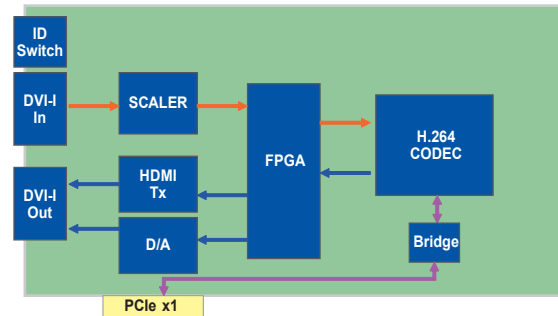 ID
Switch
DVI-I
In
SCALER
FPGA
H.264
CODEC
HDMI
Tx
DVI-I
Out
D/A
Bridge
PCIe x1